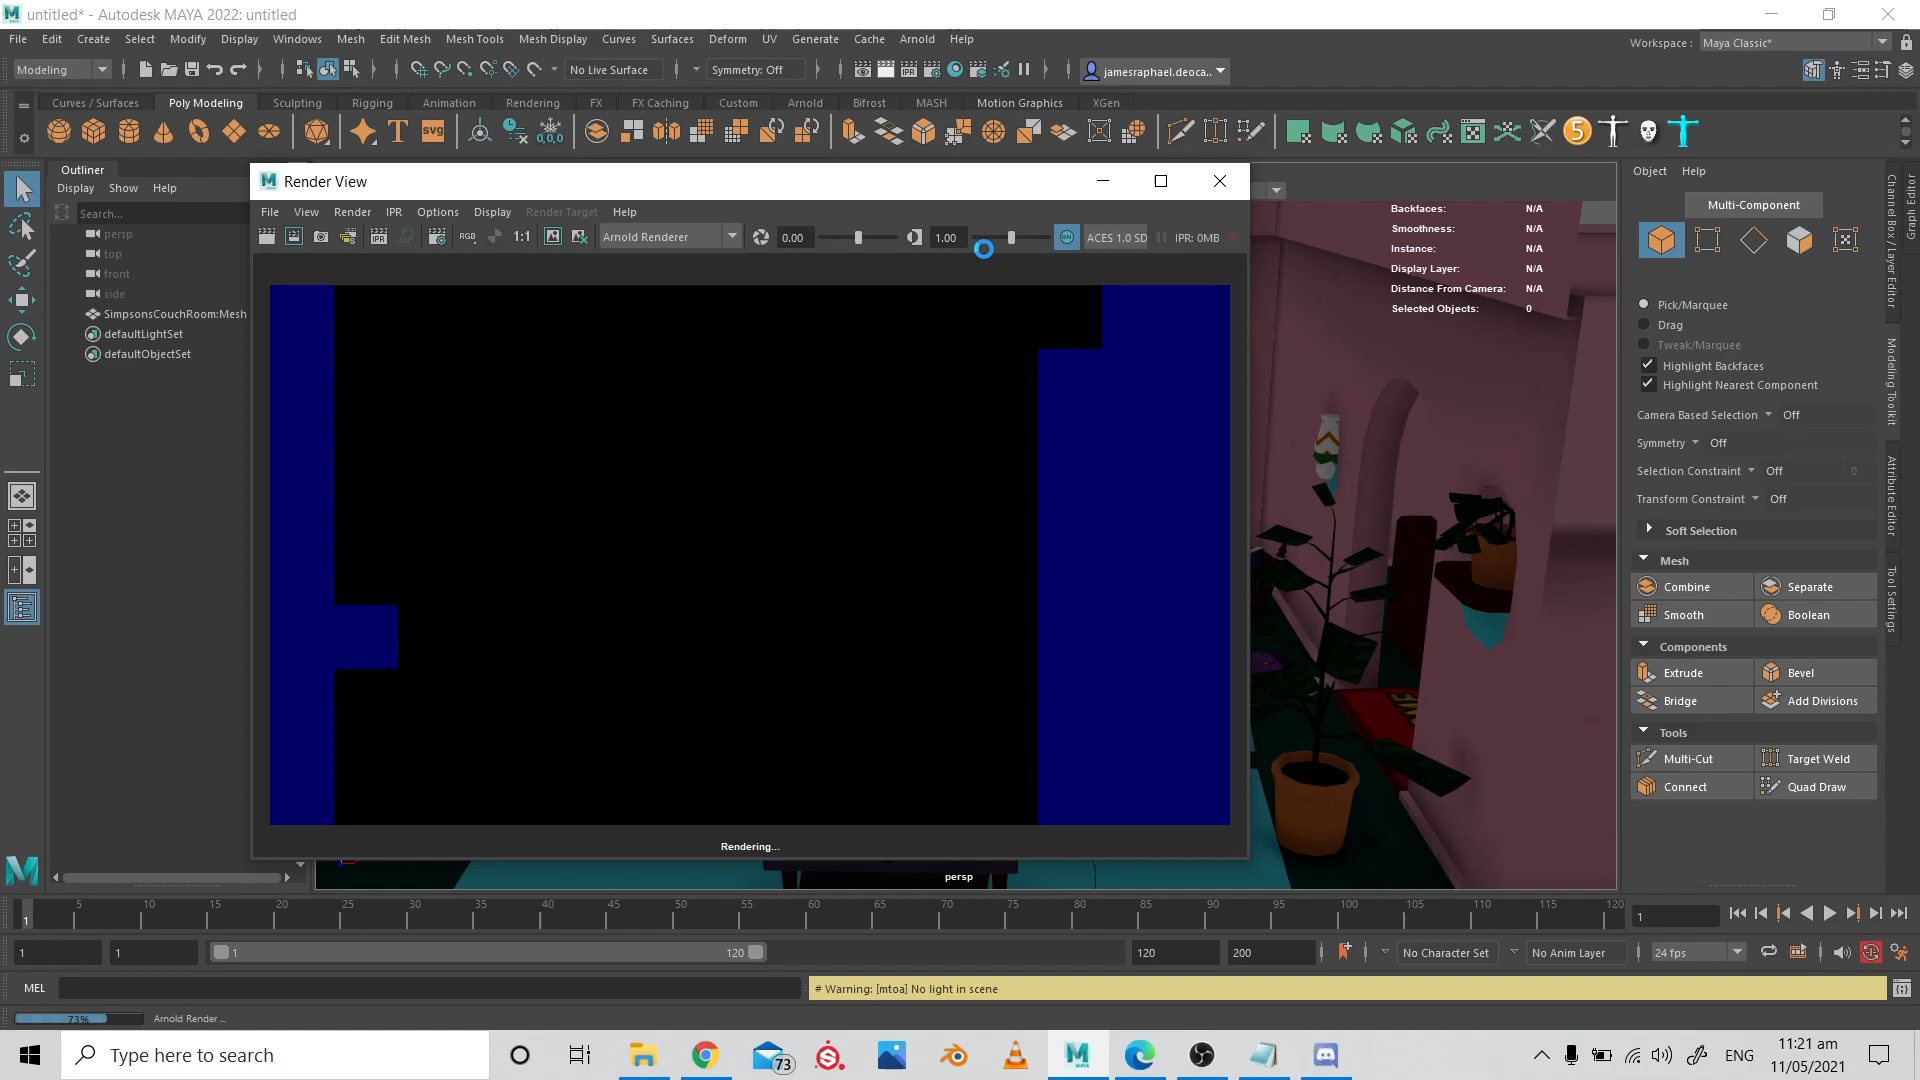 untitled* - Autodesk MAYA 2022: untitled
File Edit Create Select Modify Display Windows Mesh Edit Mesh Mesh Tools Mesh Display Curves Surfaces Deform UV Generate Cache Arnold Help
Workspace : Maya Classic*
Modeling No Live Surface Symmetry: Off jamesraphael.deoca..
Curves / Surfaces Poly Modeling Sculpting Rigging Animation Rendering FX FX Caching Custom Arnold Bifrost MASH Motion Graphics XGen
Outliner
Display Show Help
Search...
persp
top
front
side
SimpsonsCouchRoom:Mesh
defaultLightSet
defaultObjectSet
Render View
File View Render IPR Options Display Render Target Help
RGB 1:1 Arnold Renderer 0.00 1.00 ON ACES 1.0 SD IPR: 0MB
Rendering...
Backfaces: N/A
Smoothness: N/A
Instance: N/A
Display Layer: N/A
Distance From Camera: N/A
Selected Objects: 0
persp
Object Help
Multi-Component
Pick/Marquee
Drag
Tweak/Marquee
Highlight Backfaces
Highlight Nearest Component
Camera Based Selection Off
Symmetry Off
Selection Constraint Off 0
Transform Constraint Off
Soft Selection
Mesh
Combine Separate
Smooth Boolean
Components
Extrude Bevel
Bridge Add Divisions
Tools
Multi-Cut Target Weld
Connect Quad Draw
Channel Box / Layer Editor
Modeling Toolkit
Attribute Editor
Tool Settings
Graph Editor
5 10 15 20 25 30 35 40 45 50 55 60 65 70 75 80 85 90 95 100 105 110 115 120
1 1
1 1 1 120 120 200 No Character Set No Anim Layer 24 fps
MEL # Warning: [mtoa] No light in scene
73% Arnold Render ...
Type here to search 73 ENG 11:21 am
11/05/2021